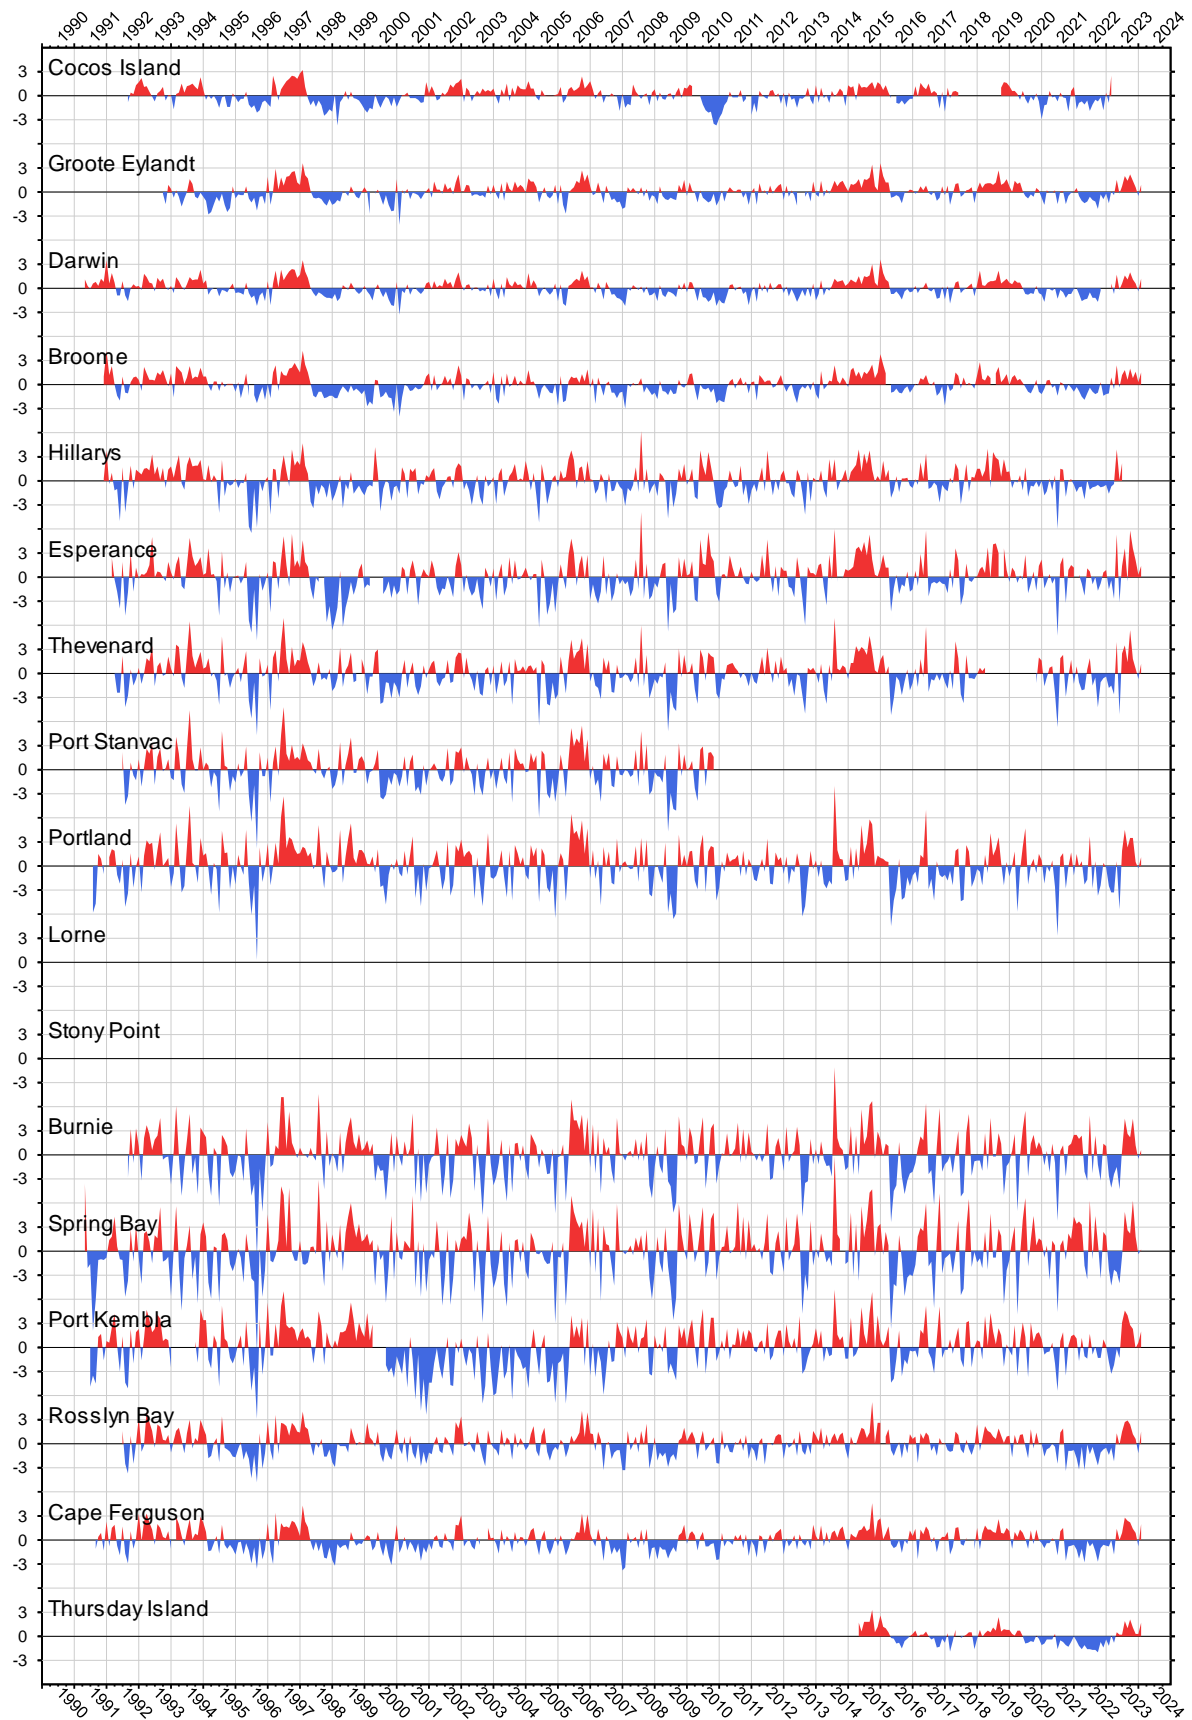 1990 1991 1992 1993 1994 1995 1996 1997 1998 1999 2000 2001 2002 2003 2004 2005 2006 2007 2008 2009 2010 2011 2012 2013 2014 2015 2016 2017 2018 2019 2020 2021 2022 2023 2024
Cocos Island
3
0
-3
Groote Eylandt
3
0
-3
Darwin
3
0
-3
Broome
3
0
-3
Hillarys
3
0
-3
Esperance
3
0
-3
Thevenard
3
0
-3
Port Stanvac
3
0
-3
Portland
3
0
-3
Lorne
3
0
-3
Stony Point
3
0
-3
Burnie
3
0
-3
Spring Bay
3
0
-3
Port Kembla
3
0
-3
Rosslyn Bay
3
0
-3
Cape Ferguson
3
0
-3
Thursday Island
3
0
-3
1990 1991 1992 1993 1994 1995 1996 1997 1998 1999 2000 2001 2002 2003 2004 2005 2006 2007 2008 2009 2010 2011 2012 2013 2014 2015 2016 2017 2018 2019 2020 2021 2022 2023 2024